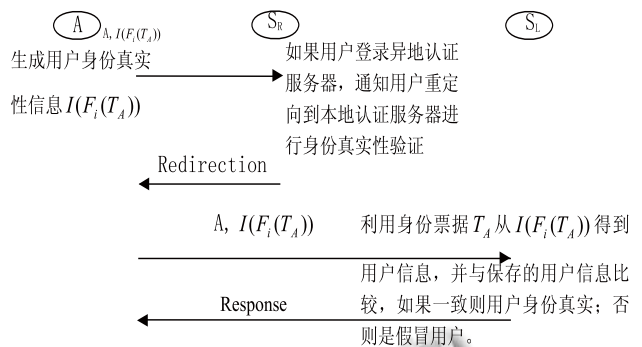 A
S_R
S_L
A, I(F_i(T_A))
生成用户身份真实
性信息I(F_i(T_A))
如果用户登录异地认证
服务器，通知用户重定
向到本地认证服务器进
行身份真实性验证
Redirection
A, I(F_i(T_A))
利用身份票据T_A从I(F_i(T_A))得到
用户信息，并与保存的用户信息比
较，如果一致则用户身份真实；否
则是假冒用户。
Response